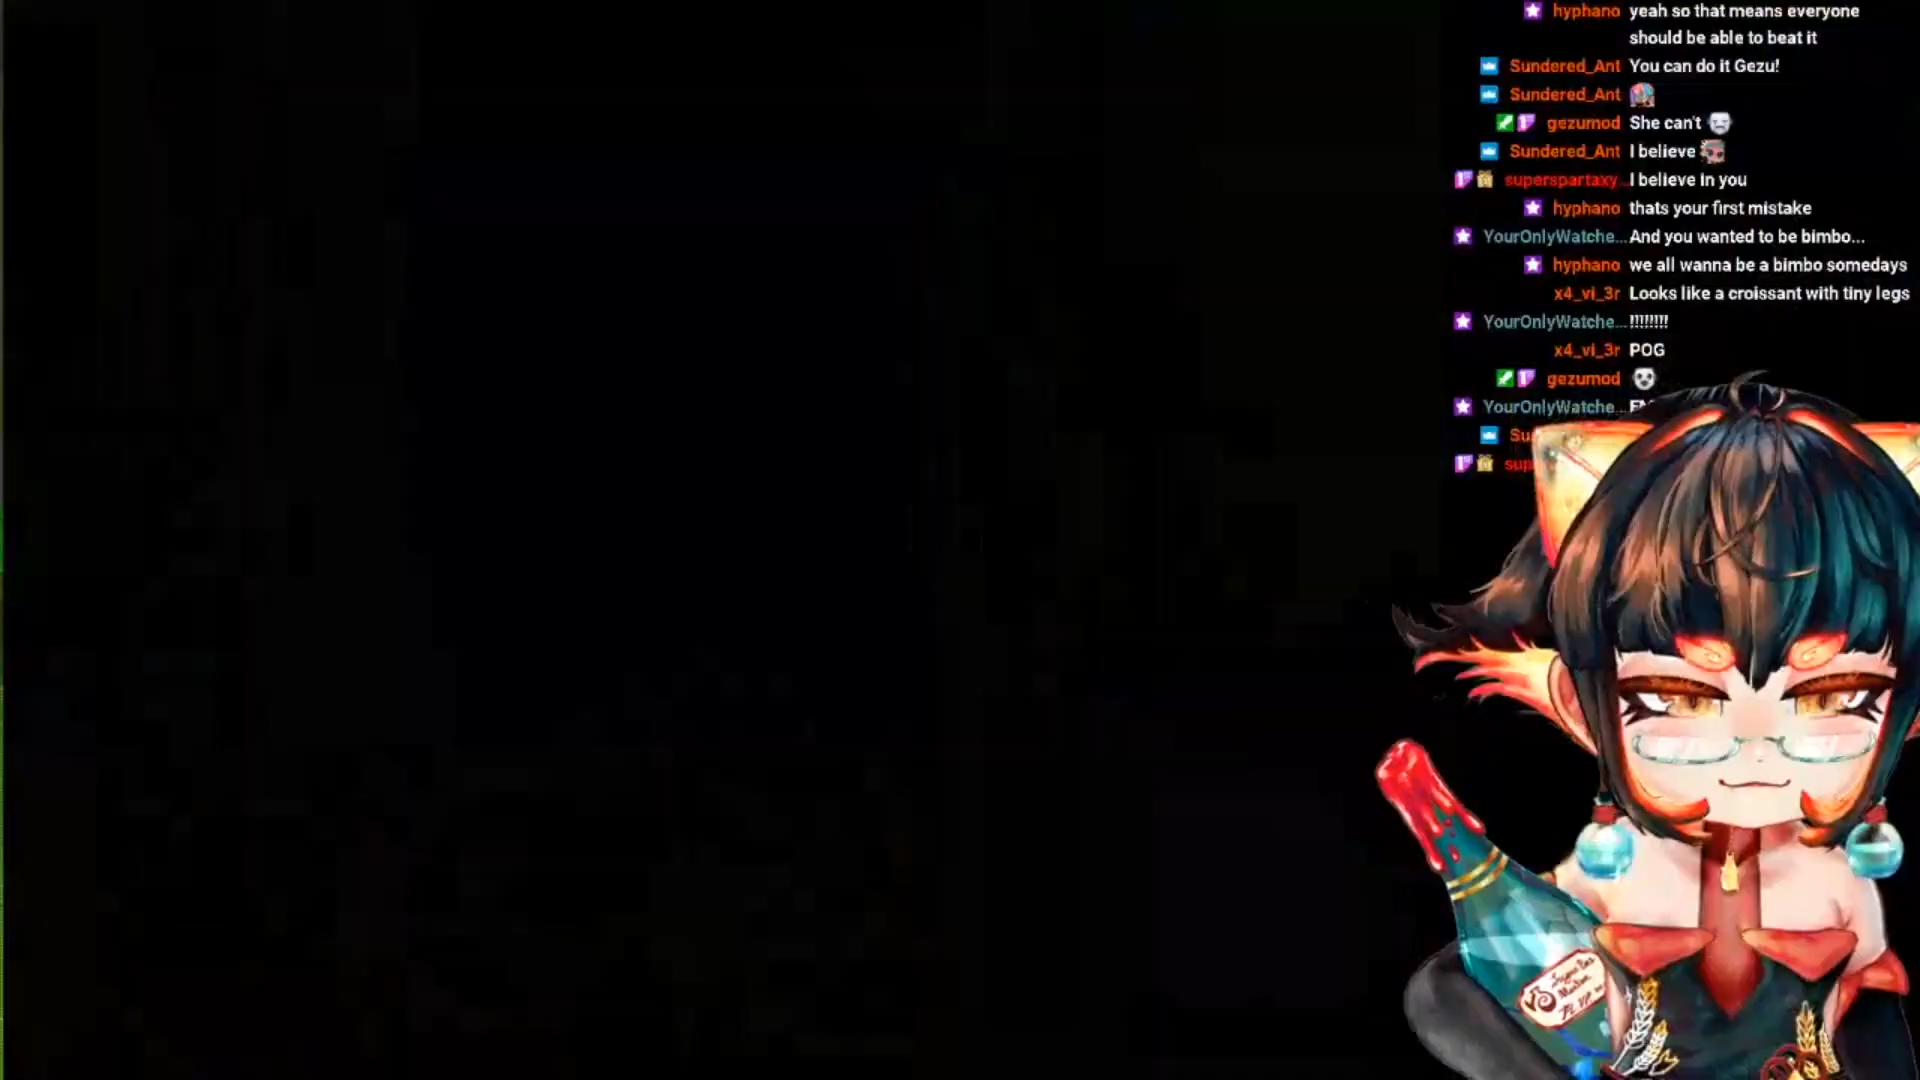 hyphano yeah so that means everyone
should be able to beat it
Sundered_Ant You can do it Gezu!
Sundered_Ant
gezumod She can't
Sundered_Ant I believe
superspartaxy... I believe in you
hyphano thats your first mistake
YourOnlyWatche... And you wanted to be bimbo...
hyphano we all wanna be a bimbo somedays
x4_vi_3r Looks like a croissant with tiny legs
YourOnlyWatche... !!!!!!!!
x4_vi_3r POG
gezumod
YourOnlyWatche...